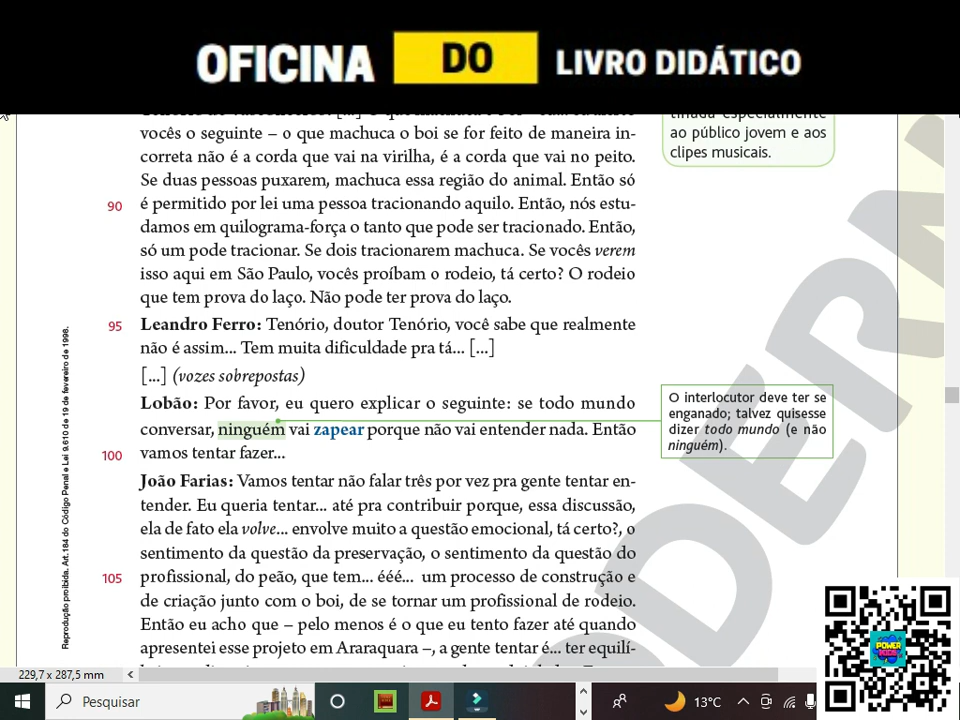 OFICINA DO LIVRO DIDÁTICO
vocês o seguinte – o que machuca o boi se for feito de maneira in-
correta não é a corda que vai na virilha, é a corda que vai no peito.
Se duas pessoas puxarem, machuca essa região do animal. Então só
90 é permitido por lei uma pessoa tracionando aquilo. Então, nós estu-
damos em quilograma-força o tanto que pode ser tracionado. Então,
só um pode tracionar. Se dois tracionarem machuca. Se vocês verem
isso aqui em São Paulo, vocês proíbam o rodeio, tá certo? O rodeio
que tem prova do laço. Não pode ter prova do laço.
95 Leandro Ferro: Tenório, doutor Tenório, você sabe que realmente
não é assim... Tem muita dificuldade pra tá... [...]
[...] (vozes sobrepostas)
Lobão: Por favor, eu quero explicar o seguinte: se todo mundo
conversar, ninguém vai zapear porque não vai entender nada. Então
100 vamos tentar fazer...
João Farias: Vamos tentar não falar três por vez pra gente tentar en-
tender. Eu queria tentar... até pra contribuir porque, essa discussão,
ela de fato ela volve... envolve muito a questão emocional, tá certo?, o
sentimento da questão da preservação, o sentimento da questão do
105 profissional, do peão, que tem... ééé... um processo de construção e
de criação junto com o boi, de se tornar um profissional de rodeio.
Então eu acho que – pelo menos é o que eu tento fazer até quando
apresentei esse projeto em Araraquara –, a gente tentar é... ter equilí-
tinada especialmente
ao público jovem e aos
clipes musicais.
O interlocutor deve ter se
enganado; talvez quisesse
dizer todo mundo (e não
ninguém).
Reprodução proibida. Art.184 do Código Penal e Lei 9.610 de 19 de fevereiro de 1998.
MODERN
POWER
229,7 x 287,5 mm
Pesquisar
13°C